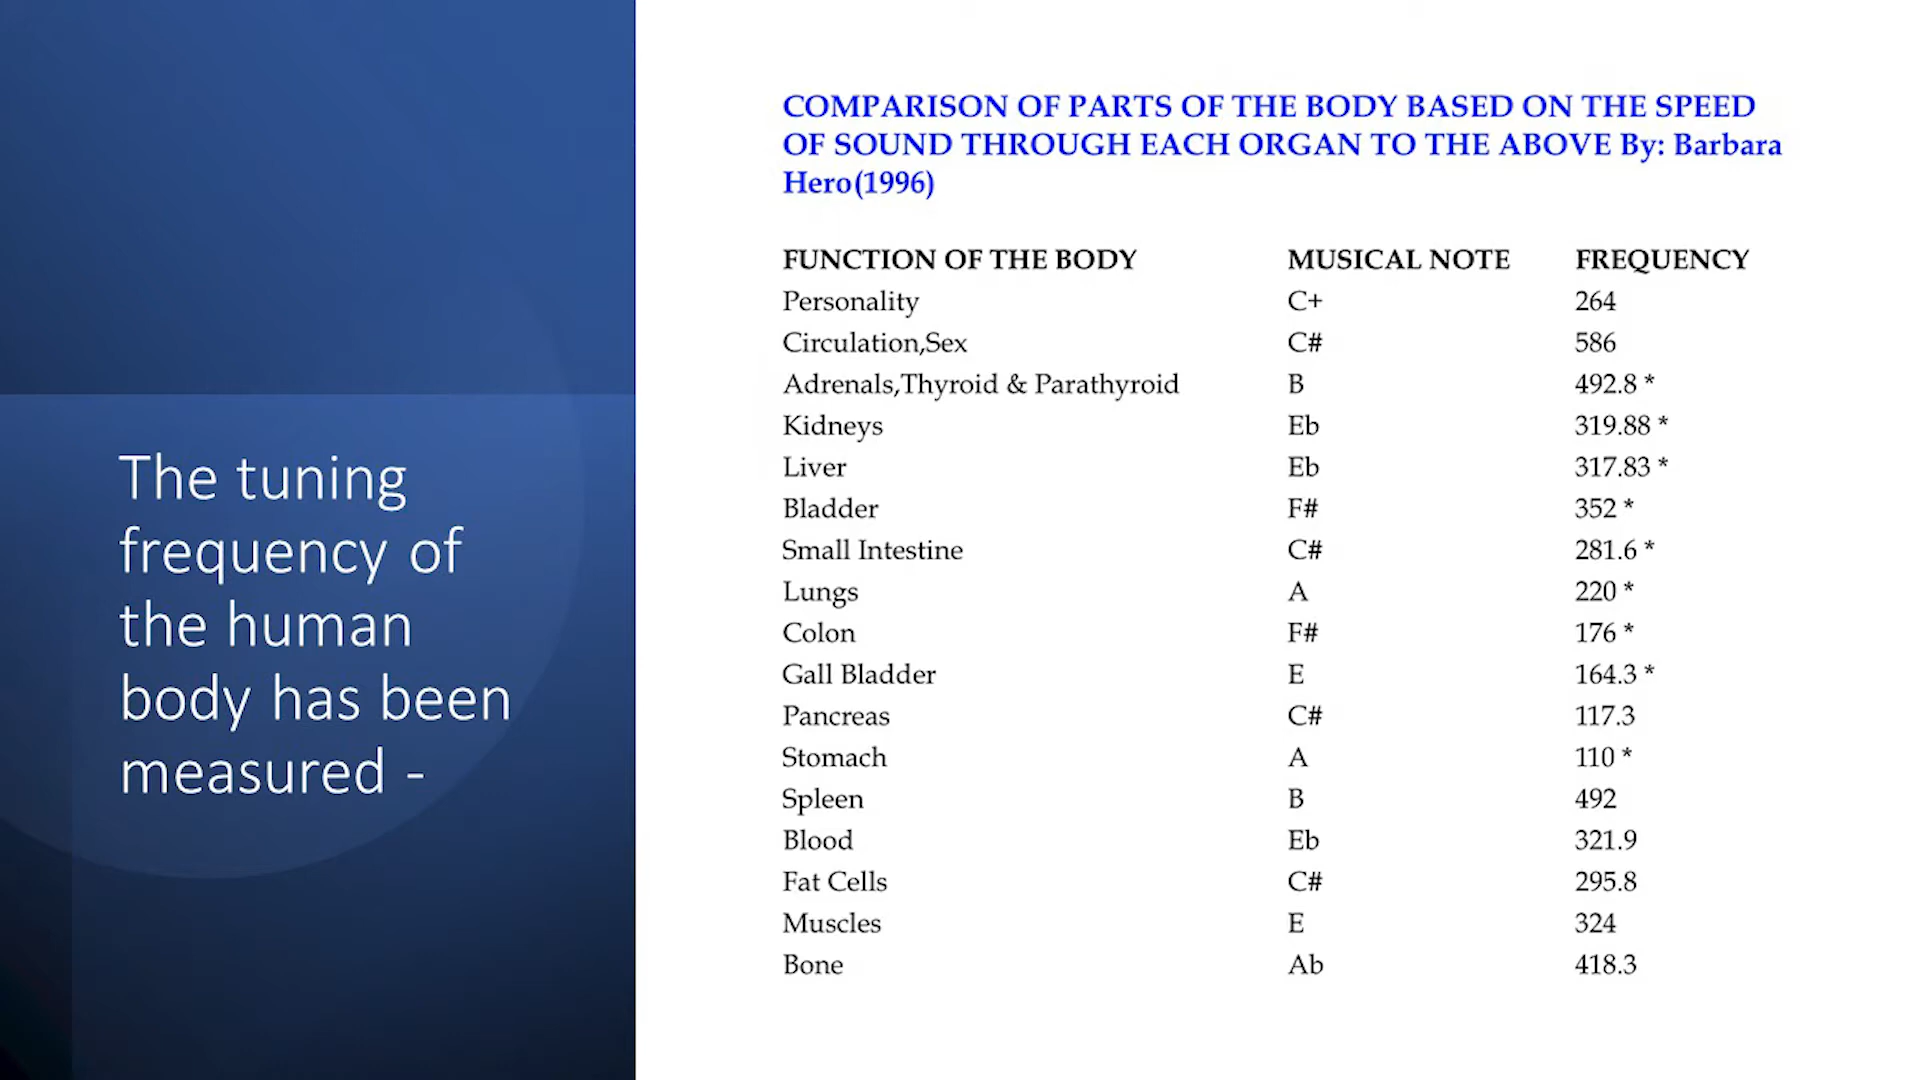 The tuning
frequency of
the human
body has been
measured -
COMPARISON OF PARTS OF THE BODY BASED ON THE SPEED
OF SOUND THROUGH EACH ORGAN TO THE ABOVE By: Barbara
Hero(1996)
FUNCTION OF THE BODY MUSICAL NOTE FREQUENCY
Personality C+ 264
Circulation,Sex C# 586
Adrenals,Thyroid & Parathyroid B 492.8 *
Kidneys Eb 319.88 *
Liver Eb 317.83 *
Bladder F# 352 *
Small Intestine C# 281.6 *
Lungs A 220 *
Colon F# 176 *
Gall Bladder E 164.3 *
Pancreas C# 117.3
Stomach A 110 *
Spleen B 492
Blood Eb 321.9
Fat Cells C# 295.8
Muscles E 324
Bone Ab 418.3